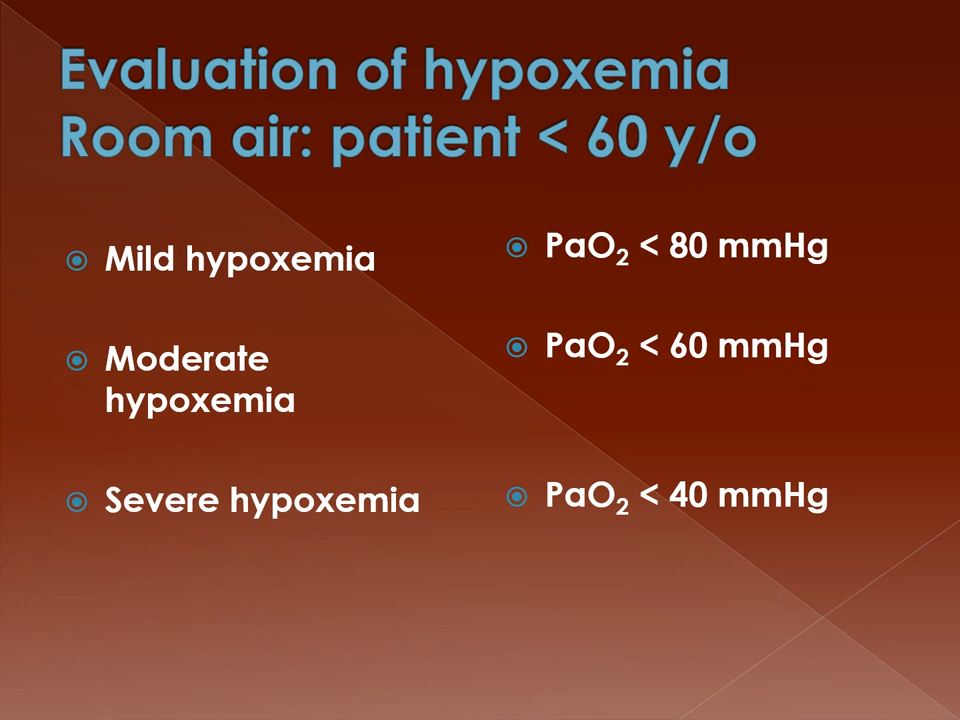 Evaluation of hypoxemia
Room air: patient < 60 y/o
Mild hypoxemia
Moderate
hypoxemia
Severe hypoxemia
PaO₂ < 80 mmHg
PaO₂ < 60 mmHg
PaO₂ < 40 mmHg